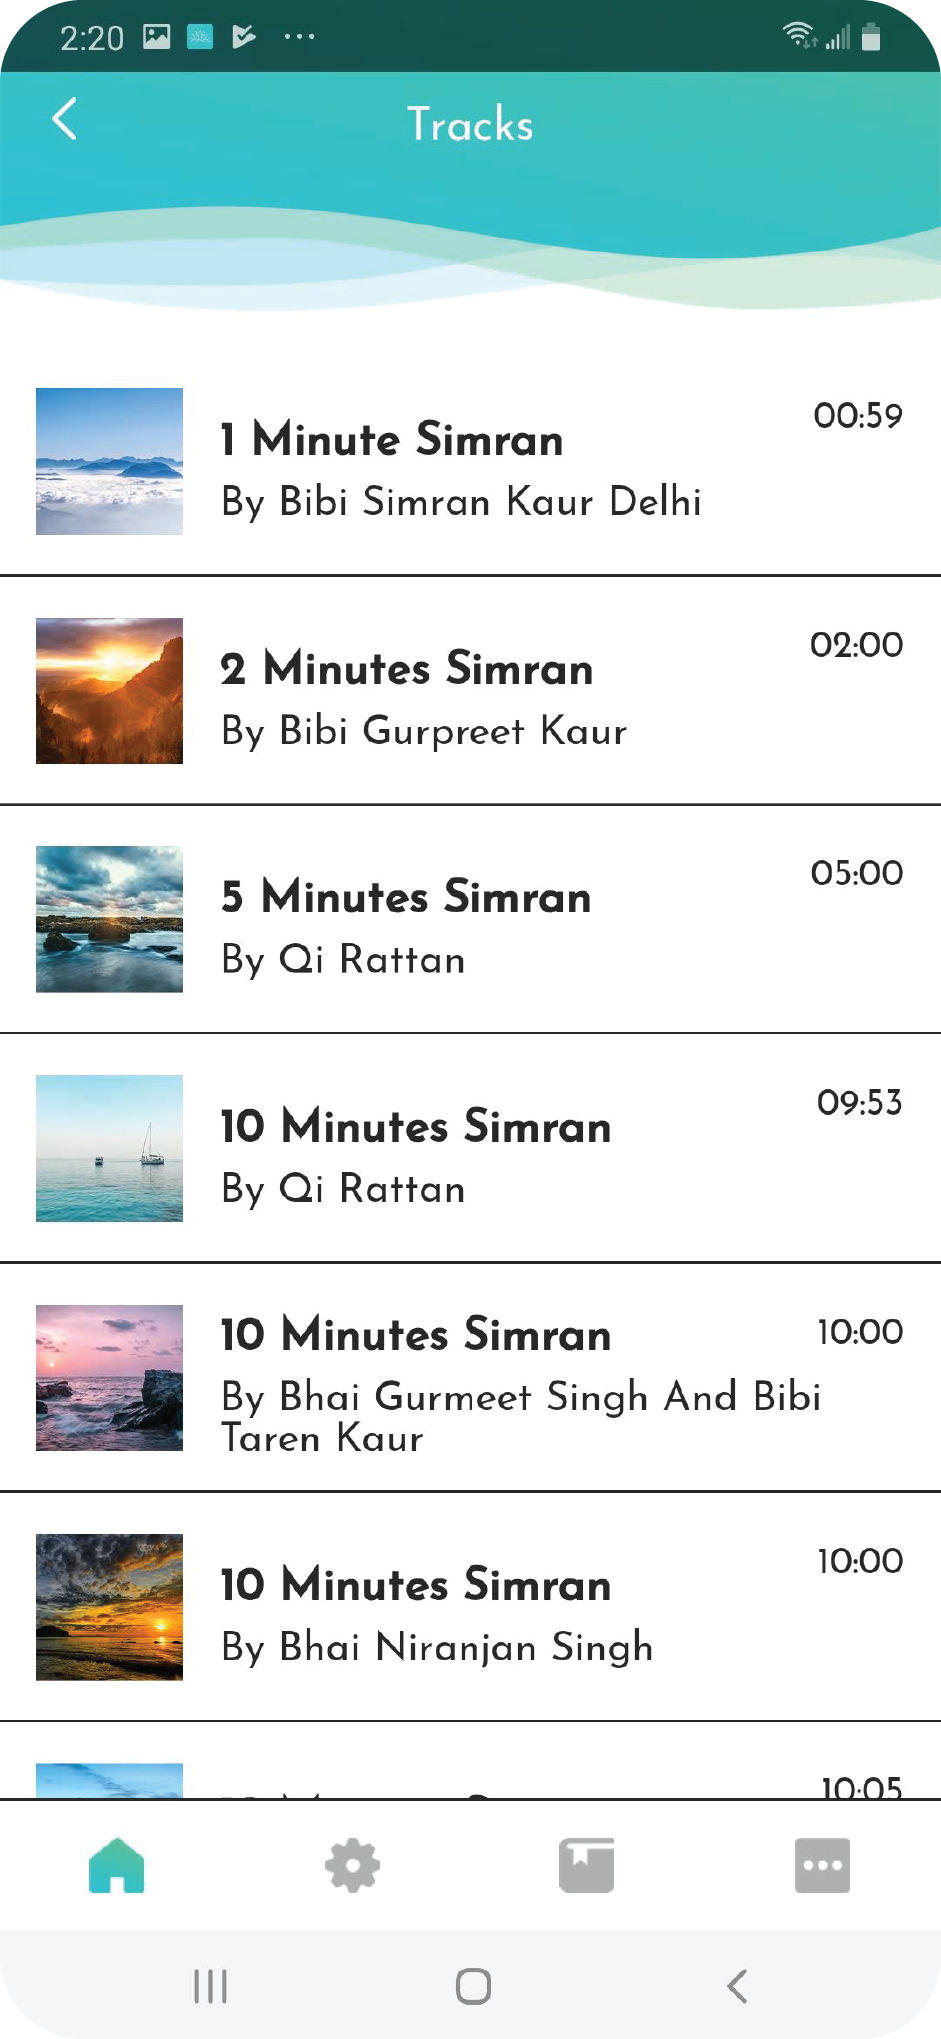 2:20
Tracks
1 Minute Simran
00:59
By Bibi Simran Kaur Delhi
2 Minutes Simran
02:00
By Bibi Gurpreet Kaur
5 Minutes Simran
05:00
By Qi Rattan
10 Minutes Simran
09:53
By Qi Rattan
10 Minutes Simran
10:00
By Bhai Gurmeet Singh And Bibi
Taren Kaur
10 Minutes Simran
10:00
By Bhai Niranjan Singh
10:05